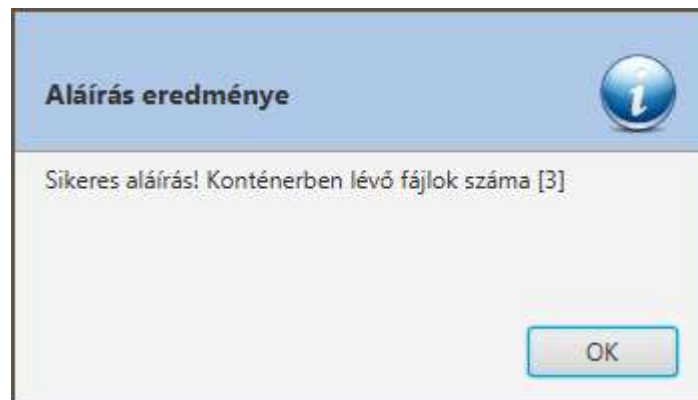 Aláírás eredménye
Sikeres aláírás! Konténerben lévő fájlok száma [3]
OK